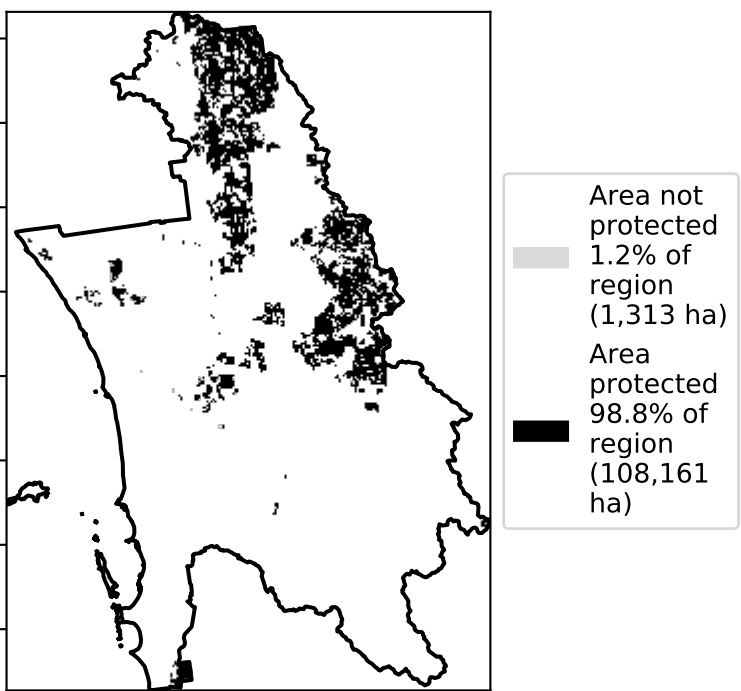 Area not
protected
1.2% of
region
(1,313 ha)
Area
protected
98.8% of
region
(108,161
ha)